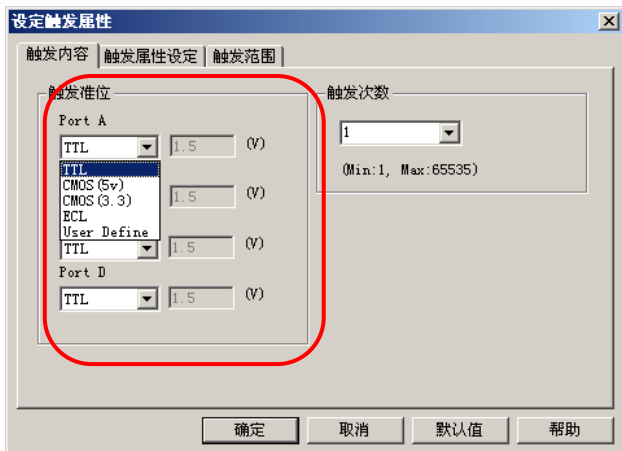 设定触发属性
触发内容 触发属性设定 触发范围
触发准位
Port A
TTL 1.5 (V)
TTL
CMOS(5v)
CMOS(3.3)
ECL
User Define
1.5 (V)
TTL 1.5 (V)
Port D
TTL 1.5 (V)
触发次数
1
(Min:1, Max:65535)
确定 取消 默认值 帮助